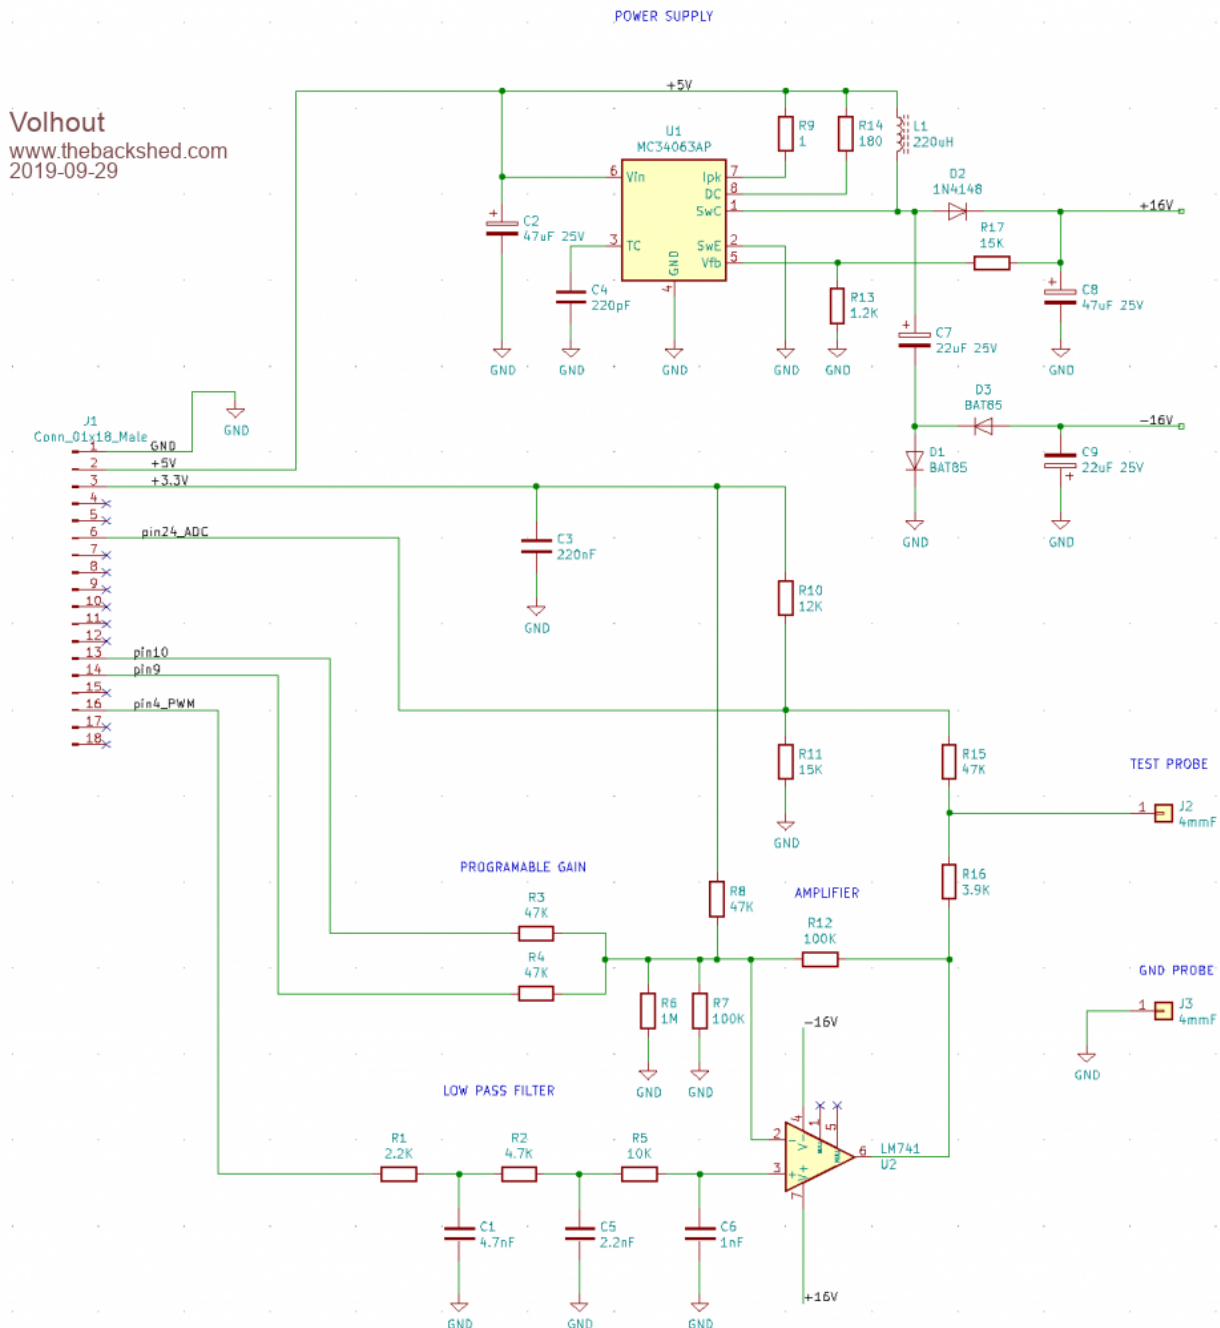 POWER SUPPLY
Volhout
www.thebackshed.com
2019-09-29
+5V
U1
MC34063AP
6 Vin
Ipk 7
DC 8
SwC 1
3 TC
SwE 2
Vfb 5
GND
4
R9
1
R14
180
L1
220uH
D2
1N4148
+16V
R17
15K
C2
47uF 25V
C4
220pF
R13
1.2K
C8
47uF 25V
C7
22uF 25V
GND
GND
GND
GND
GND
GND
D3
BAT85
-16V
D1
BAT85
C9
22uF 25V
GND
GND
J1
Conn_01x18_Male
GND
1 GND
2 +5V
3 +3.3V
4
5
6 pin24_ADC
7
8
9
10
11
12
13 pin10
14 pin9
15
16 pin4_PWM
17
18
C3
220nF
GND
R10
12K
R11
15K
GND
R15
47K
TEST PROBE
1 J2
4mmF
R16
3.9K
PROGRAMABLE GAIN
R3
47K
R4
47K
R8
47K
AMPLIFIER
R12
100K
R6
1M
R7
100K
GND
GND
GND PROBE
1 J3
4mmF
GND
-16V
LOW PASS FILTER
R1
2.2K
R2
4.7K
R5
10K
4
1
5
2
3
V-
V+
7
6
LM741
U2
C1
4.7nF
C5
2.2nF
C6
1nF
+16V
GND
GND
GND